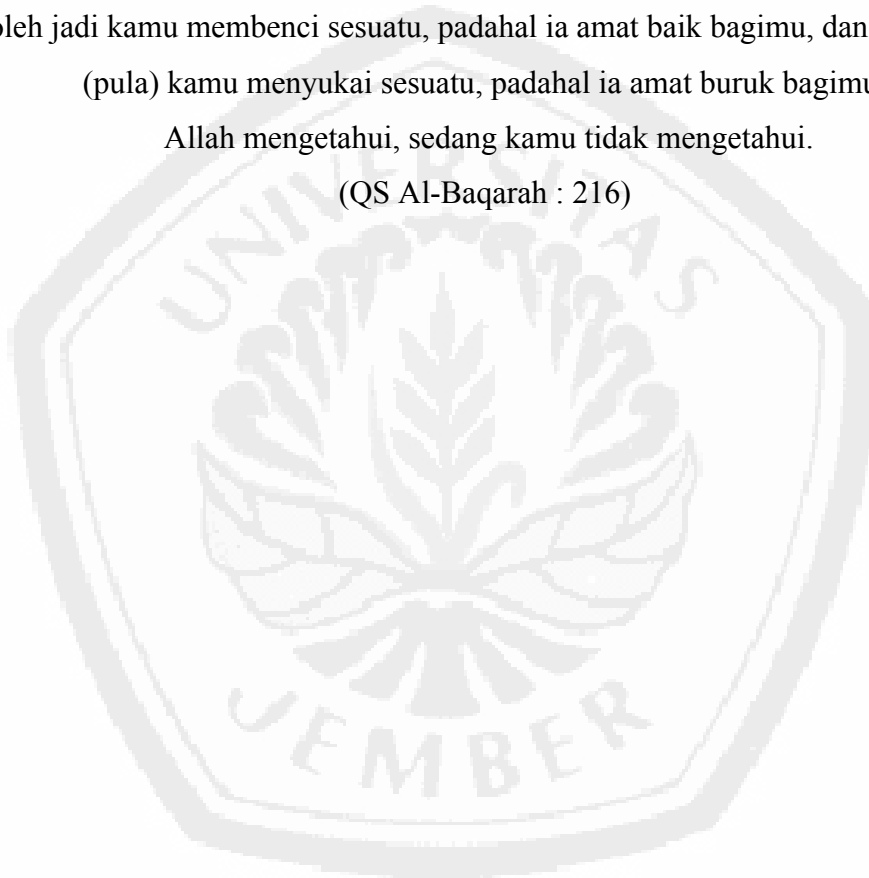 oleh jadi kamu membenci sesuatu, padahal ia amat baik bagimu, dan
(pula) kamu menyukai sesuatu, padahal ia amat buruk bagimu
Allah mengetahui, sedang kamu tidak mengetahui.
(QS Al-Baqarah : 216)
UNIVERSITAS
JEMBER